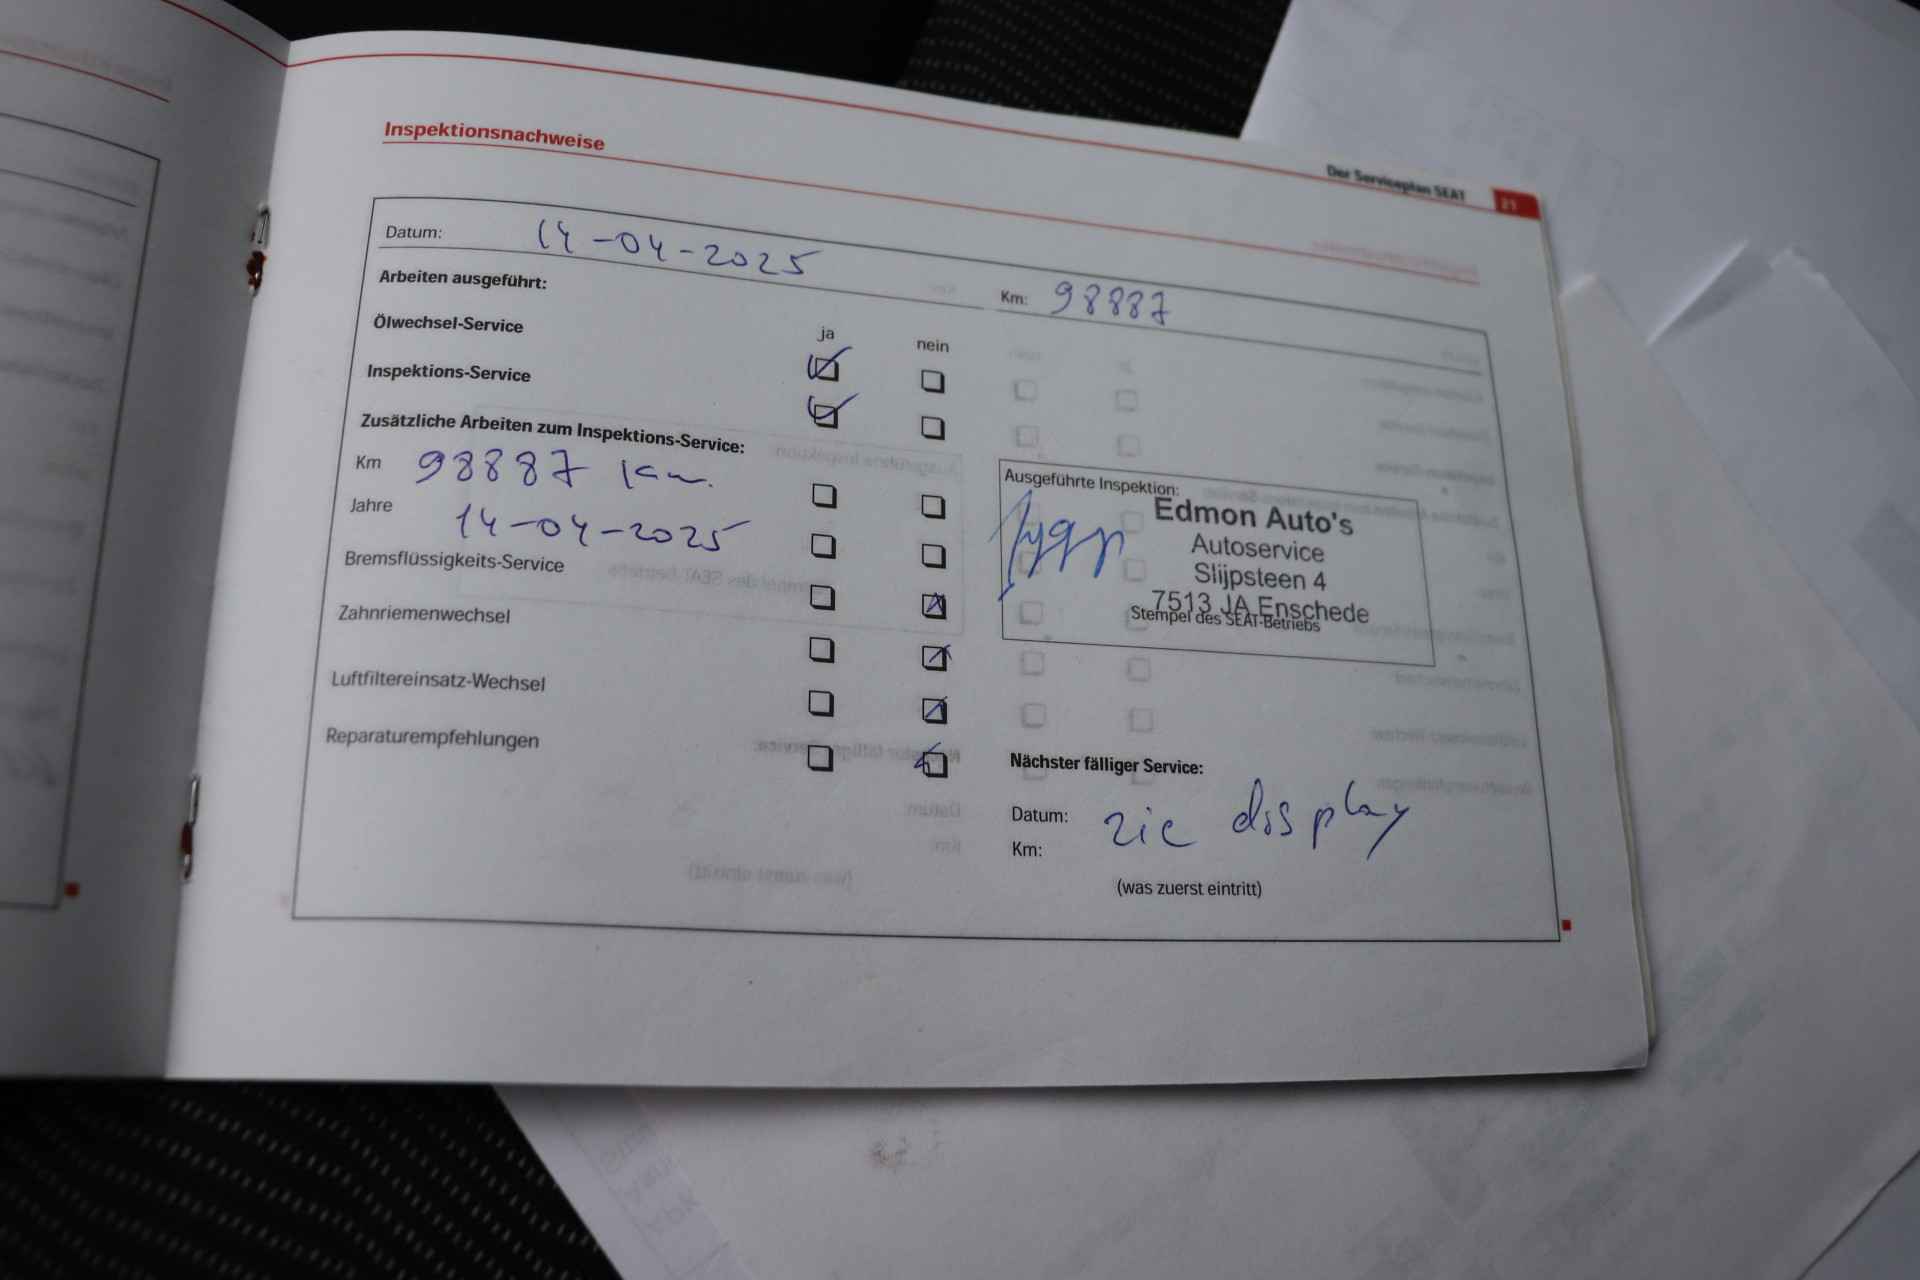 Inspektionsnachweise
Der Serviceplan SEAT 21
Datum: 14-04-2025
Km: 98887
Arbeiten ausgeführt:
ja nein
Ölwechsel-Service
Inspektions-Service
Zusätzliche Arbeiten zum Inspektions-Service:
Km 98887 Km.
Jahre 14-04-2025
Bremsflüssigkeits-Service
Zahnriemenwechsel
Luftfiltereinsatz-Wechsel
Reparaturempfehlungen
Ausgeführte Inspektion:
Edmon Auto's
Autoservice
Slijpsteen 4
7513 JA Enschede
Stempel des SEAT-Betriebs
Nächster fälliger Service:
Datum: zie display
Km:
(was zuerst eintritt)